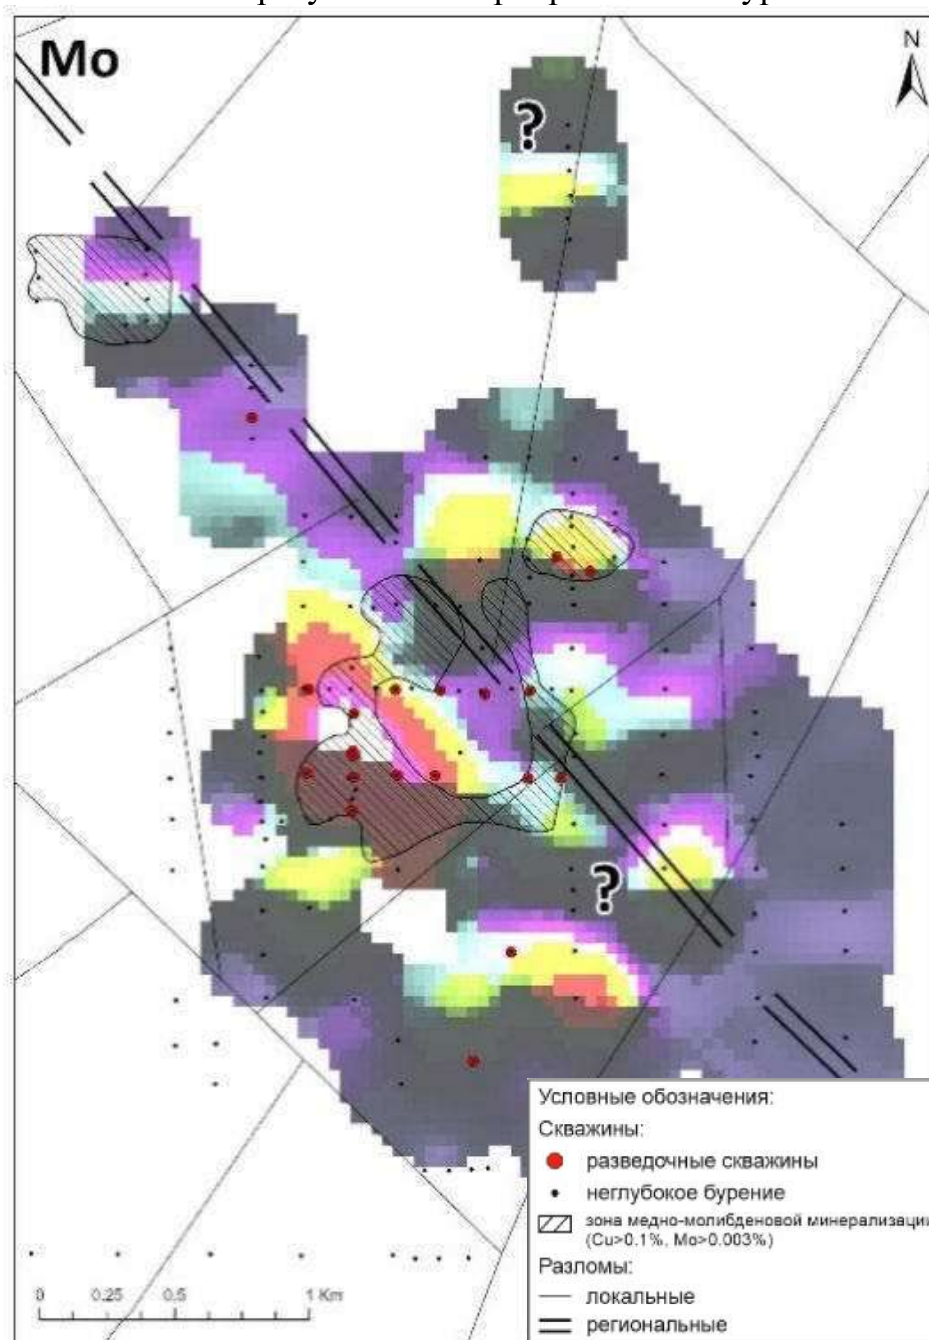 Mo
N
?
?
Условные обозначения:
Скважины:
разведочные скважины
неглубокое бурение
зона медно-молибденовой минерализации
(Cu>0.1%, Mo>0.003%)
Разломы:
локальные
региональные
0 0.25 0.5 1 Km